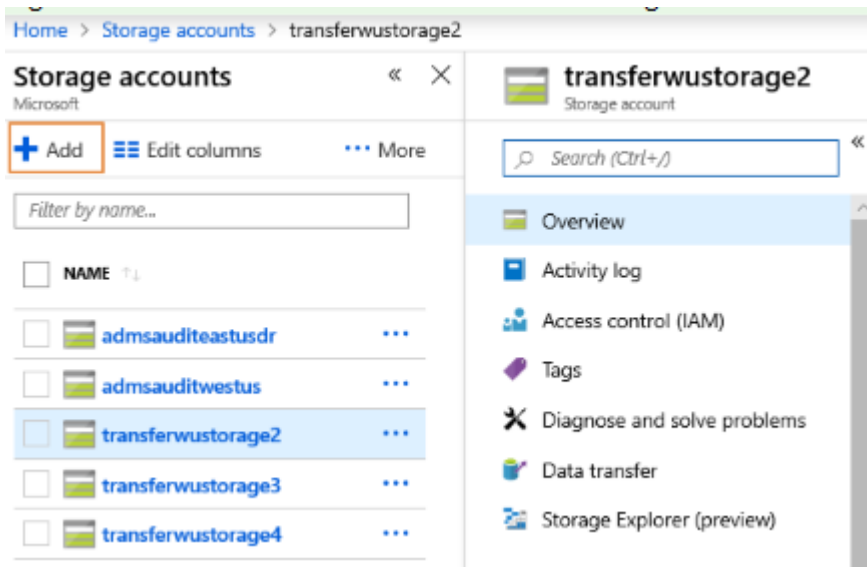 Home > Storage accounts > transferwustorage2
Storage accounts
Microsoft
Add
Edit columns
More
Filter by name...
NAME
admsauditeastusdr
admsauditwestus
transferwustorage2
transferwustorage3
transferwustorage4
transferwustorage2
Storage account
Search (Ctrl+/)
Overview
Activity log
Access control (IAM)
Tags
Diagnose and solve problems
Data transfer
Storage Explorer (preview)